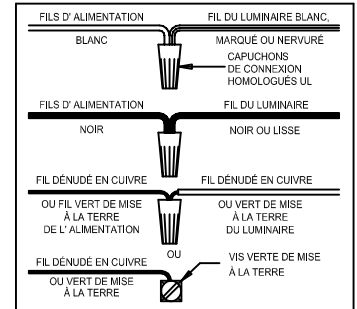 FILS D' ALIMENTATION
FIL DU LUMINAIRE BLANC,
BLANC
MARQUÉ OU NERVURÉ
CAPUCHONS
DE CONNEXION
HOMOLOGUÉS UL
FILS D' ALIMENTATION
FIL DU LUMINAIRE
NOIR
NOIR OU LISSE
FIL DÉNUDÉ EN CUIVRE
FIL DÉNUDÉ EN CUIVRE
OU FIL VERT DE MISE
À LA TERRE
DE L' ALIMENTATION
OU VERT DE MISE
À LA TERRE
DU LUMINAIRE
OU
FIL DÉNUDÉ EN CUIVRE
OU VERT DE MISE
À LA TERRE
VIS VERTE DE MISE
À LA TERRE